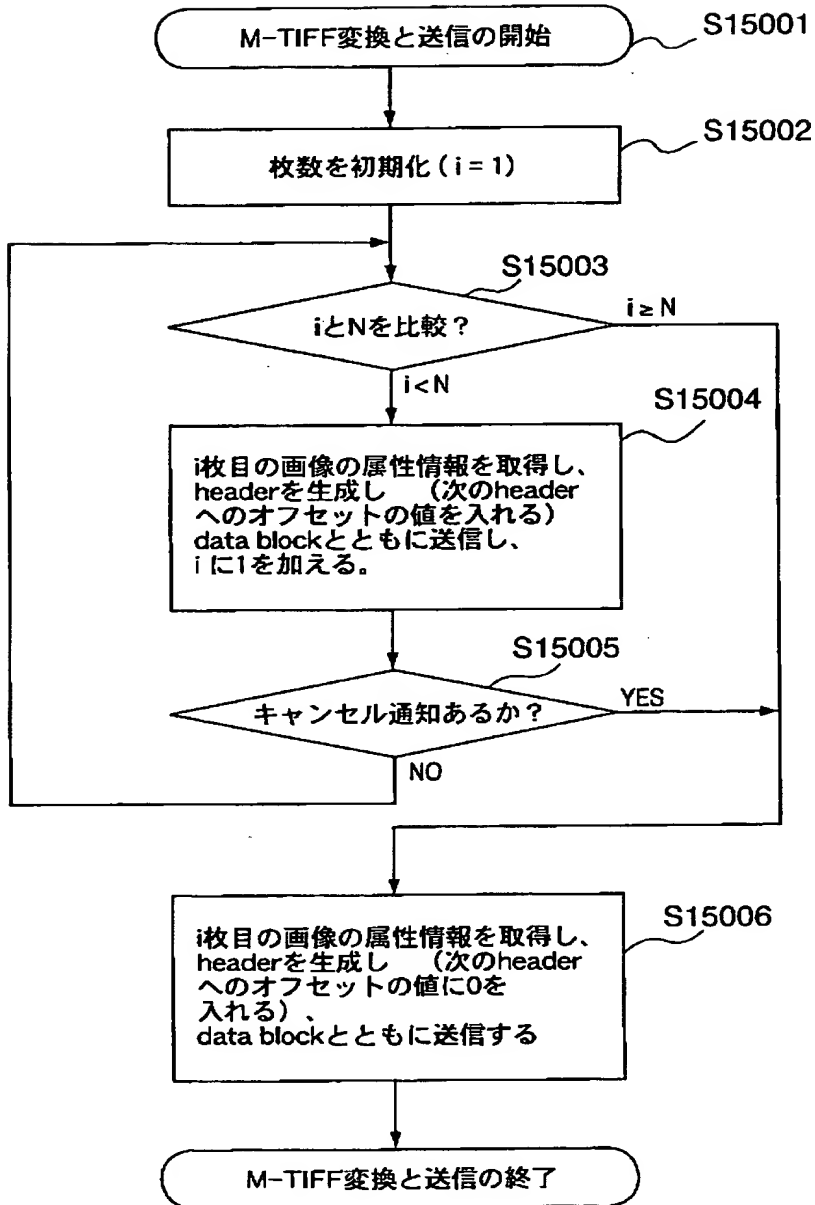 M-TIFF変換と送信の開始
S15001
枚数を初期化(i=1)
S15002
S15003
iとNを比較？
i≥N
i<N
S15004
i枚目の画像の属性情報を取得し、
headerを生成し （次のheader
へのオフセットの値を入れる）
data blockとともに送信し、
iに1を加える。
S15005
キャンセル通知あるか？
YES
NO
S15006
i枚目の画像の属性情報を取得し、
headerを生成し （次のheader
へのオフセットの値に0を
入れる）、
data blockとともに送信する
M-TIFF変換と送信の終了